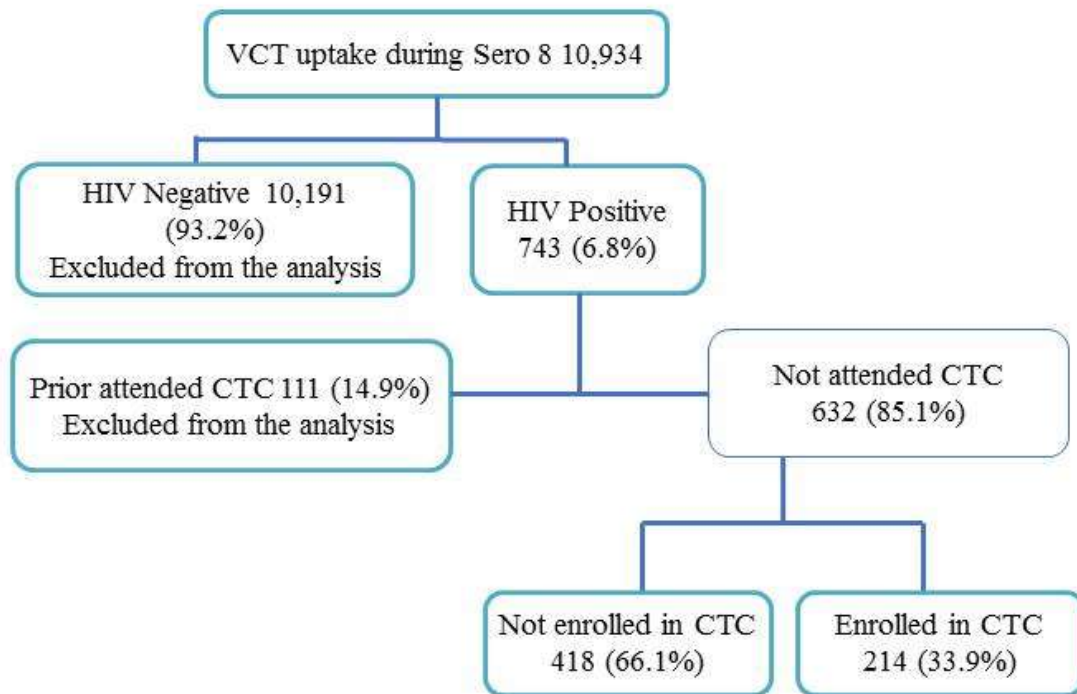 VCT uptake during Sero 8 10,934
HIV Negative 10,191
(93.2%)
Excluded from the analysis
HIV Positive
743 (6.8%)
Prior attended CTC 111 (14.9%)
Excluded from the analysis
Not attended CTC
632 (85.1%)
Not enrolled in CTC
418 (66.1%)
Enrolled in CTC
214 (33.9%)